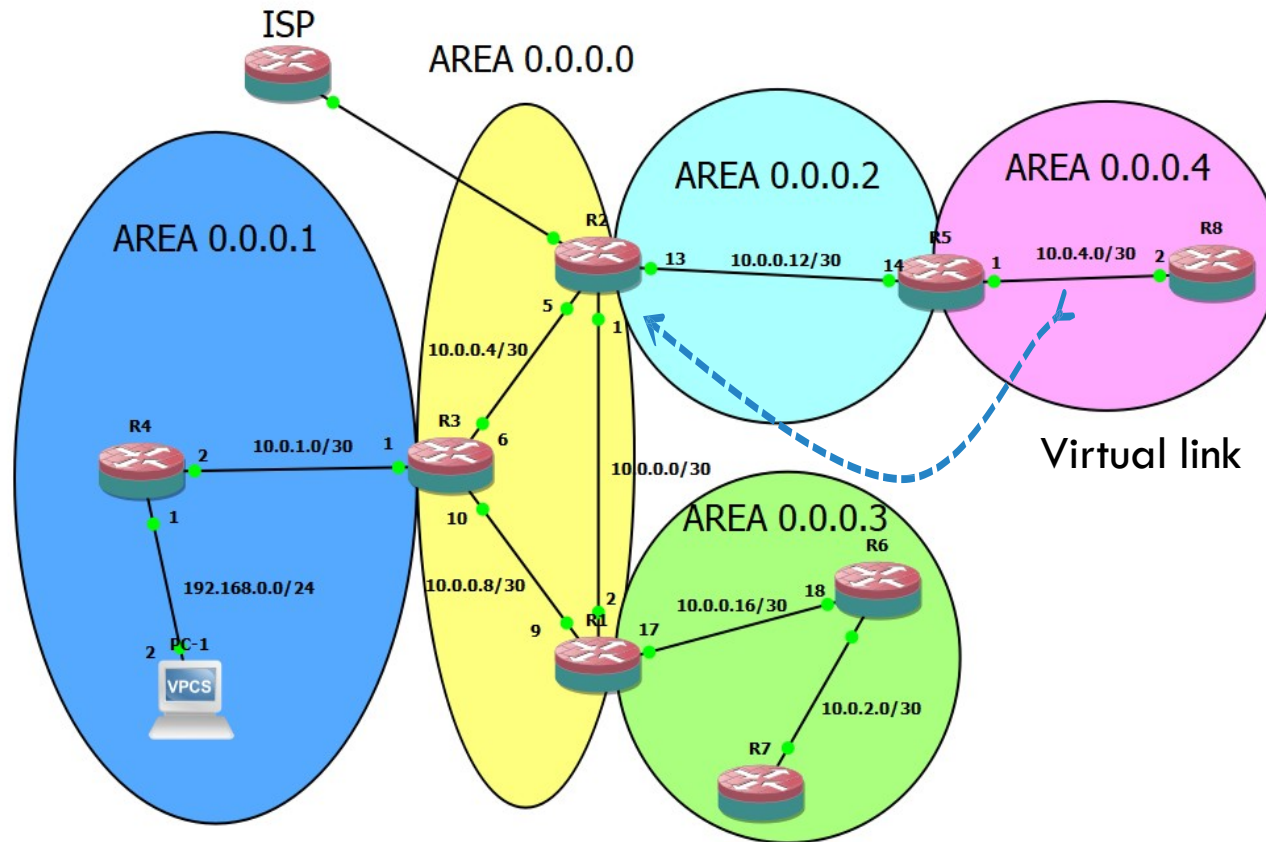 ISP
AREA 0.0.0.0
AREA 0.0.0.1
AREA 0.0.0.2
AREA 0.0.0.4
R2
13
10.0.0.12/30
14
R5
1
10.0.4.0/30
2
R8
5
1
10.0.0.4/30
R3
6
R4
2
10.0.1.0/30
1
Virtual link
10.0.0.0/30
10
1
192.168.0.0/24
10.0.0.8/30
AREA 0.0.0.3
R6
18
10.0.0.16/30
2
R1
9
17
2
PC-1
VPCS
10.0.2.0/30
R7